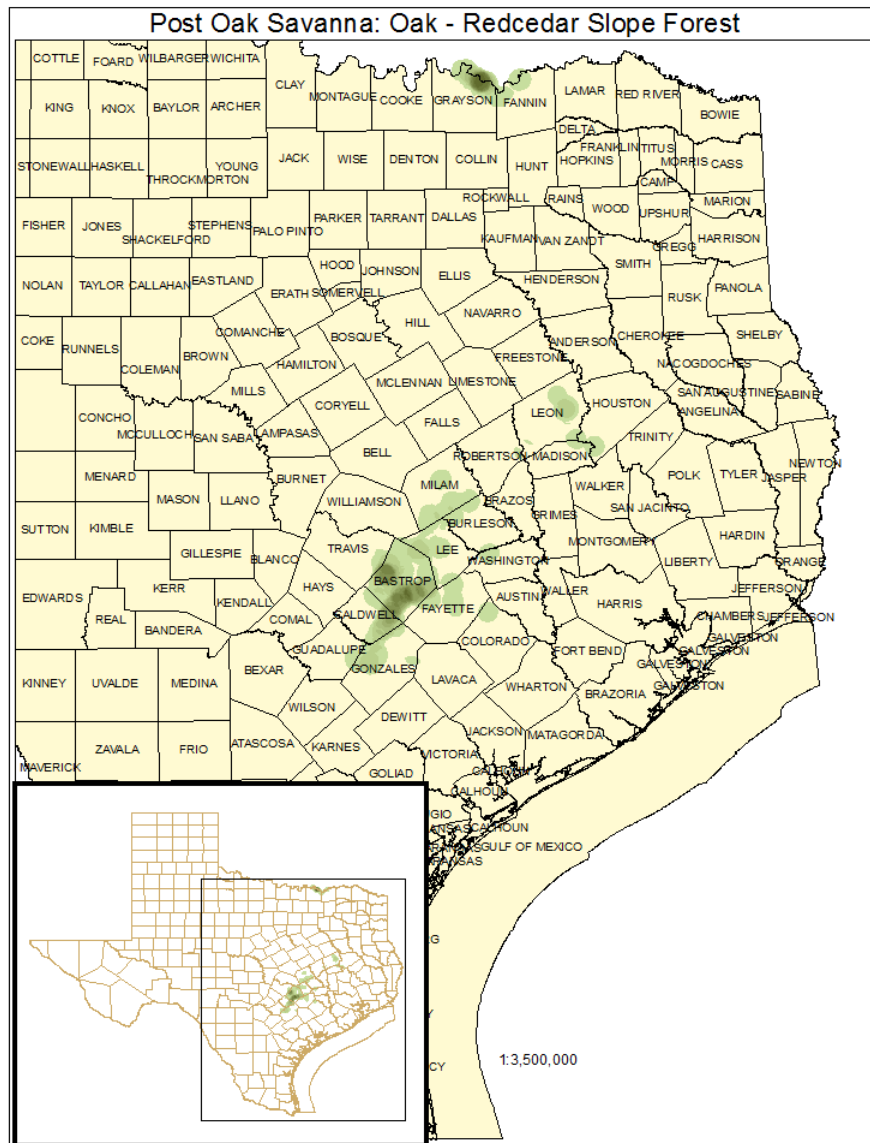 Post Oak Savanna: Oak - Redcedar Slope Forest
COTTLE FOARD WILBARGER WICHITA
CLAY MONTAGUE COOKE GRAYSON FANNIN LAMAR RED RIVER BOWIE
KING KNOX BAYLOR ARCHER
DELTA
STONEWALL HASKELL THROCKMORTON YOUNG JACK WISE DENTON COLLIN HUNT HOPKINS FRANKLIN TITUS MORRIS CASS
CAMP
ROCKWALL RAINS WOOD UPSHUR MARION
FISHER JONES SHACKELFORD STEPHENS PALO PINTO PARKER TARRANT DALLAS KAUFMAN VAN ZANDT SMITH GREGG HARRISON
NOLAN TAYLOR CALLAHAN EASTLAND ERATH HOOD SOMERVELL JOHNSON ELLIS HENDERSON RUSK PANOLA
COKE RUNNELS COLEMAN BROWN COMANCHE BOSQUE HILL NAVARRO ANDERSON CHEROKEE SHELBY
MILLS HAMILTON MCLENNAN LIMESTONE FREESTONE NACOGDOCHES
CONCHO MCCULLOCH SAN SABA LAMPASAS CORYELL FALLS LEON HOUSTON ANGELINA SAN AUGUSTINE SABINE
MENARD BURNET BELL ROBERTSON MADISON TRINITY POLK TYLER JASPER NEWTON
MASON LLANO WILLIAMSON MILAM BRAZOS GRIMES WALKER SAN JACINTO
SUTTON KIMBLE GILLESPIE BLANCO TRAVIS LEE BURLESON WASHINGTON MONTGOMERY LIBERTY HARDIN ORANGE
EDWARDS KERR KENDALL HAYS BASTROP FAYETTE AUSTIN WALLER HARRIS CHAMBERS JEFFERSON
JEFFERSON
REAL BANDERA COMAL CALDWELL COLORADO FORT BEND GALVESTON
GALVESTON
GALVESTON
GALVESTON
KINNEY UVALDE MEDINA BEXAR GUADALUPE GONZALES LAVACA WHARTON BRAZORIA
MAVERICK ZAVALA FRIO ATASCOSA WILSON KARNES DEWITT JACKSON MATAGORDA
GOLIAD VICTORIA CALHOUN
CALHOUN
UGIO
CALHOUN
GULF OF MEXICO
ARANSAS
1:3,500,000
CY